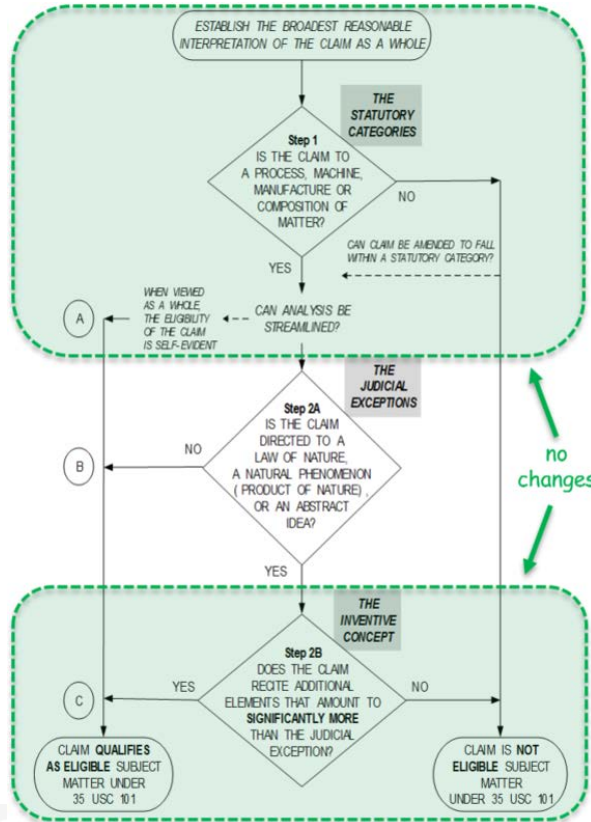 ESTABLISH THE BROADEST REASONABLE
INTERPRETATION OF THE CLAIM AS A WHOLE
THE
STATUTORY
CATEGORIES
Step 1
IS THE CLAIM TO
A PROCESS, MACHINE,
MANUFACTURE OR
COMPOSITION OF
MATTER?
NO
YES
CAN CLAIM BE AMENDED TO FALL
WITHIN A STATUTORY CATEGORY?
A
WHEN VIEWED
AS A WHOLE,
THE ELIGIBILITY
OF THE CLAIM
IS SELF-EVIDENT
CAN ANALYSIS BE
STREAMLINED?
THE
JUDICIAL
EXCEPTIONS
Step 2A
IS THE CLAIM
DIRECTED TO A
LAW OF NATURE,
A NATURAL PHENOMENON
( PRODUCT OF NATURE) ,
OR AN ABSTRACT
IDEA?
NO
B
no
changes
YES
THE
INVENTIVE
CONCEPT
Step 2B
DOES THE CLAIM
RECITE ADDITIONAL
ELEMENTS THAT AMOUNT TO
SIGNIFICANTLY MORE
THAN THE JUDICIAL
EXCEPTION?
YES
NO
C
CLAIM QUALIFIES
AS ELIGIBLE SUBJECT
MATTER UNDER
35 USC 101
CLAIM IS NOT
ELIGIBLE SUBJECT
MATTER
UNDER 35 USC 101